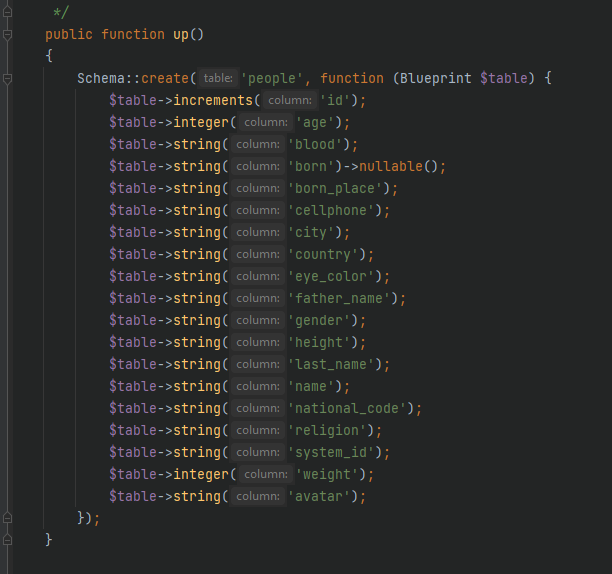 */
public function up()
{
Schema::create( table: 'people', function (Blueprint $table) {
$table->increments( column: 'id');
$table->integer( column: 'age');
$table->string( column: 'blood');
$table->string( column: 'born')->nullable();
$table->string( column: 'born_place');
$table->string( column: 'cellphone');
$table->string( column: 'city');
$table->string( column: 'country');
$table->string( column: 'eye_color');
$table->string( column: 'father_name');
$table->string( column: 'gender');
$table->string( column: 'height');
$table->string( column: 'last_name');
$table->string( column: 'name');
$table->string( column: 'national_code');
$table->string( column: 'religion');
$table->string( column: 'system_id');
$table->integer( column: 'weight');
$table->string( column: 'avatar');
});
}